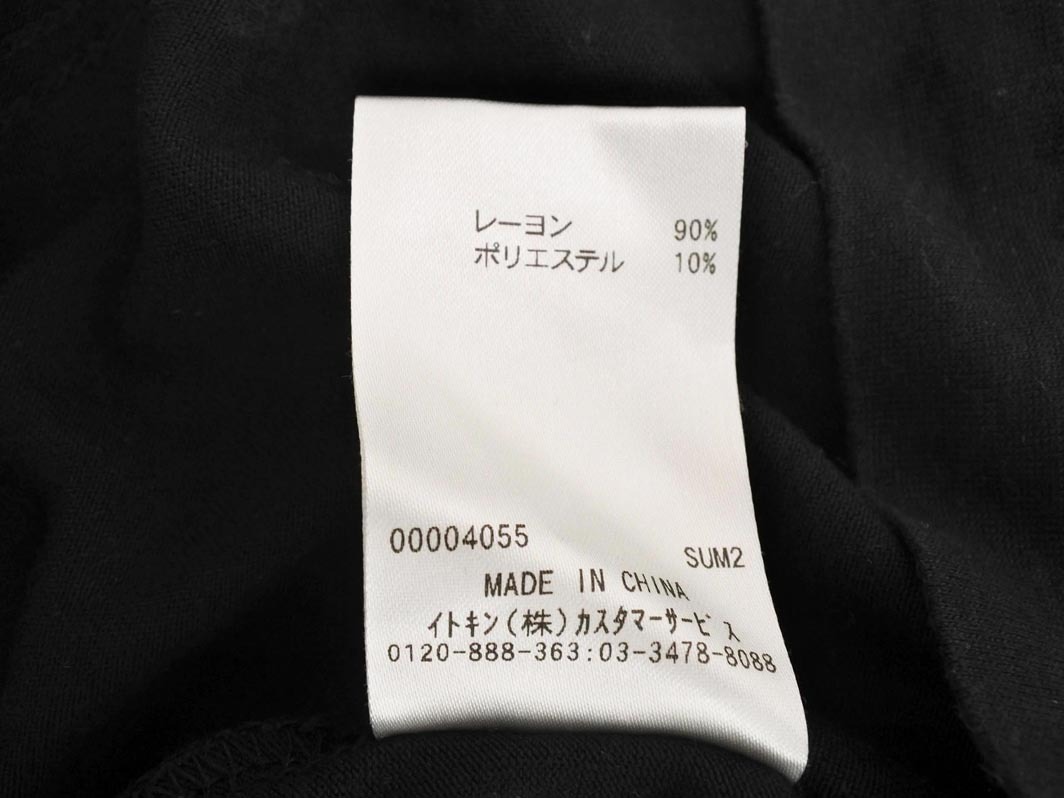 レーヨン 90%
ポリエステル 10%
00004055 SUM2
MADE IN CHINA
イトキン(株)カスタマーサービス
0120-888-363:03-3478-8088